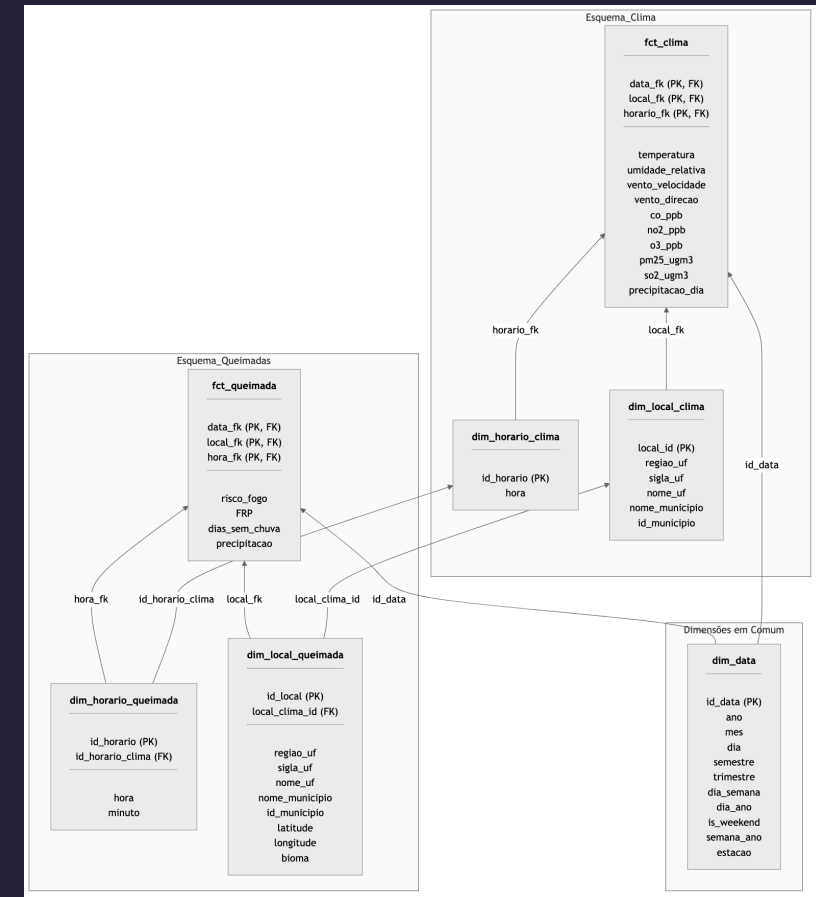 Esquema_Clima
fct_clima
data_fk (PK, FK)
local_fk (PK, FK)
horario_fk (PK, FK)
temperatura
umidade_relativa
vento_velocidade
vento_direcao
co_ppb
no2_ppb
o3_ppb
pm25_ugm3
so2_ugm3
precipitacao_dia
horario_fk
local_fk
id_data
dim_horario_clima
id_horario (PK)
hora
dim_local_clima
local_id (PK)
regiao_uf
sigla_uf
nome_uf
nome_municipio
id_municipio
Esquema_Queimadas
fct_queimada
data_fk (PK, FK)
local_fk (PK, FK)
hora_fk (PK, FK)
risco_fogo
FRP
dias_sem_chuva
precipitacao
hora_fk
id_horario_clima
local_fk
local_clima_id
id_data
dim_horario_queimada
id_horario (PK)
id_horario_clima (FK)
hora
minuto
dim_local_queimada
id_local (PK)
local_clima_id (FK)
regiao_uf
sigla_uf
nome_uf
nome_municipio
id_municipio
latitude
longitude
bioma
Dimensões em Comum
dim_data
id_data (PK)
ano
mes
dia
semestre
trimestre
dia_semana
dia_ano
is_weekend
semana_ano
estacao